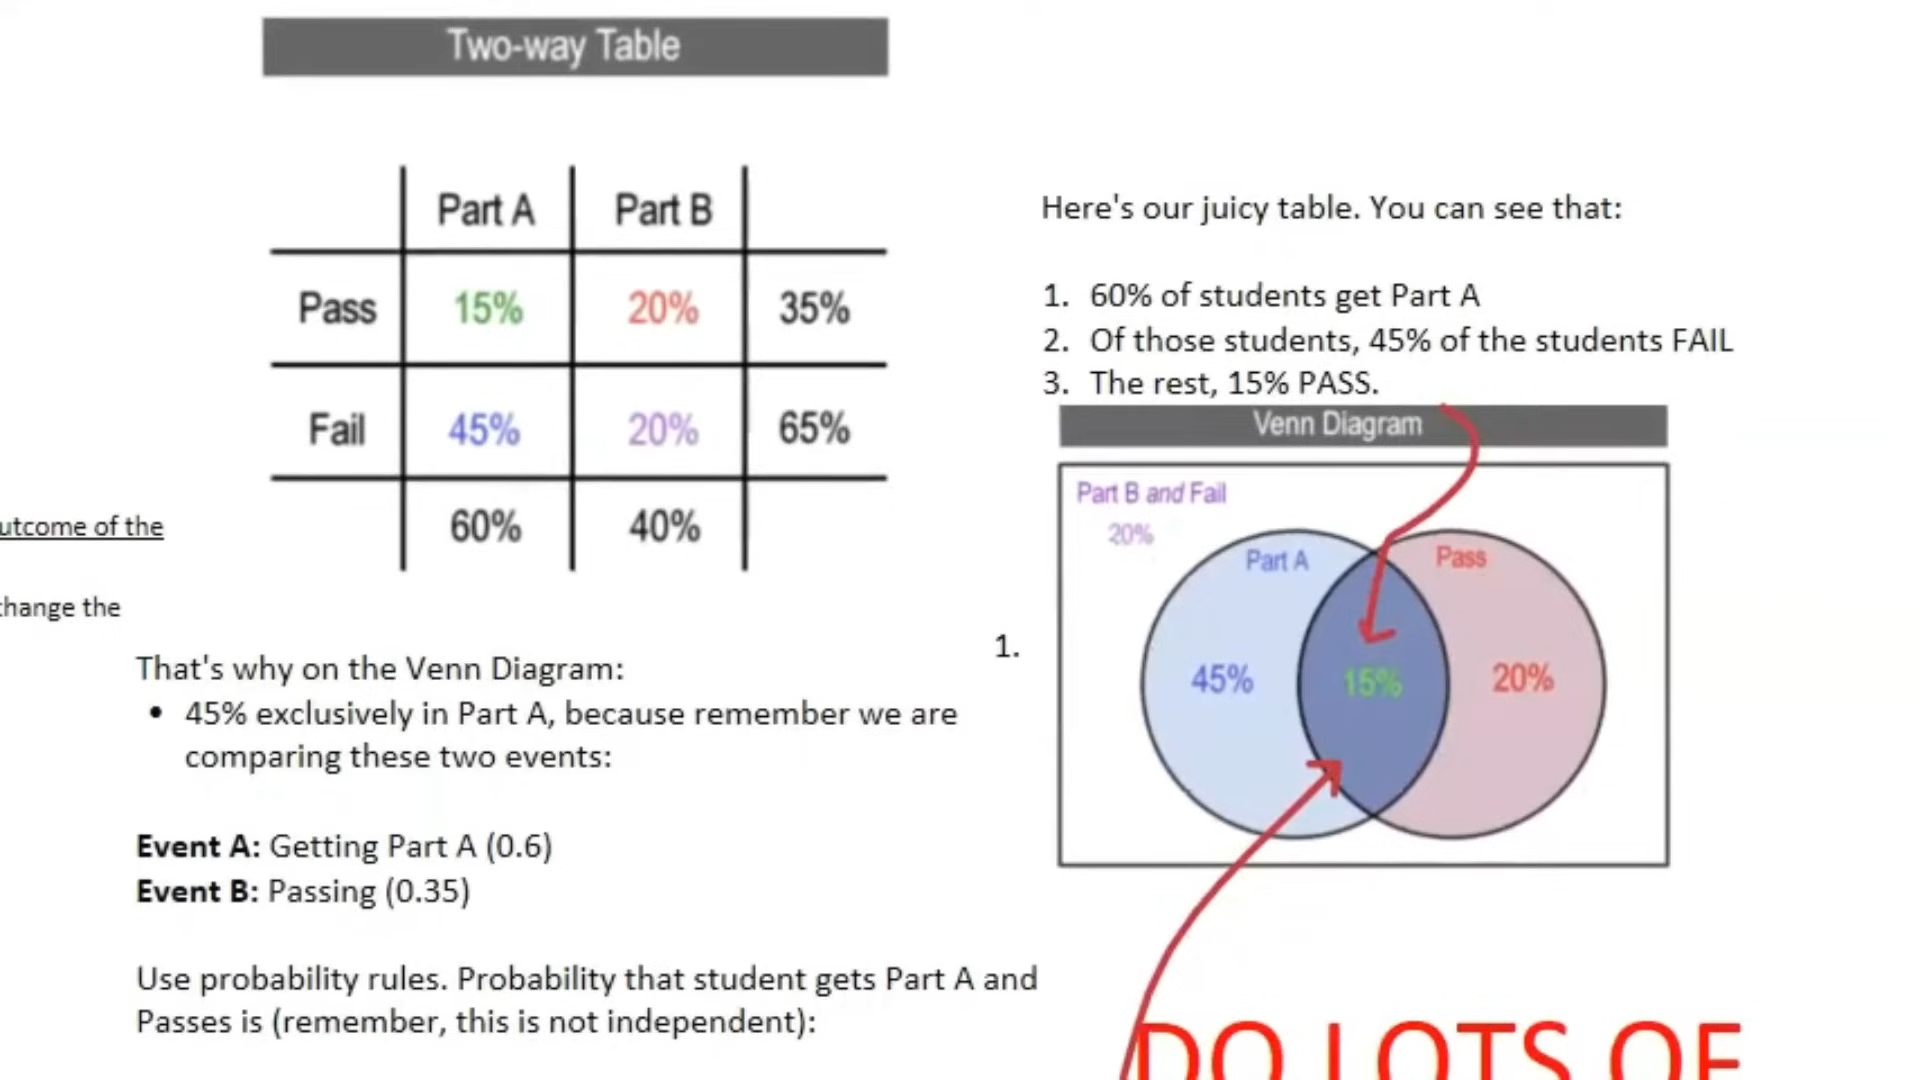 Two-way Table
Part A Part B
Pass 15% 20% 35%
Fail 45% 20% 65%
60% 40%
Here's our juicy table. You can see that:
1. 60% of students get Part A
2. Of those students, 45% of the students FAIL
3. The rest, 15% PASS.
Venn Diagram
Part B and Fail
20%
Part A
Pass
45%
15%
20%
1.
outcome of the
change the
That's why on the Venn Diagram:
• 45% exclusively in Part A, because remember we are
comparing these two events:
Event A: Getting Part A (0.6)
Event B: Passing (0.35)
Use probability rules. Probability that student gets Part A and
Passes is (remember, this is not independent):
DO LOTS OF